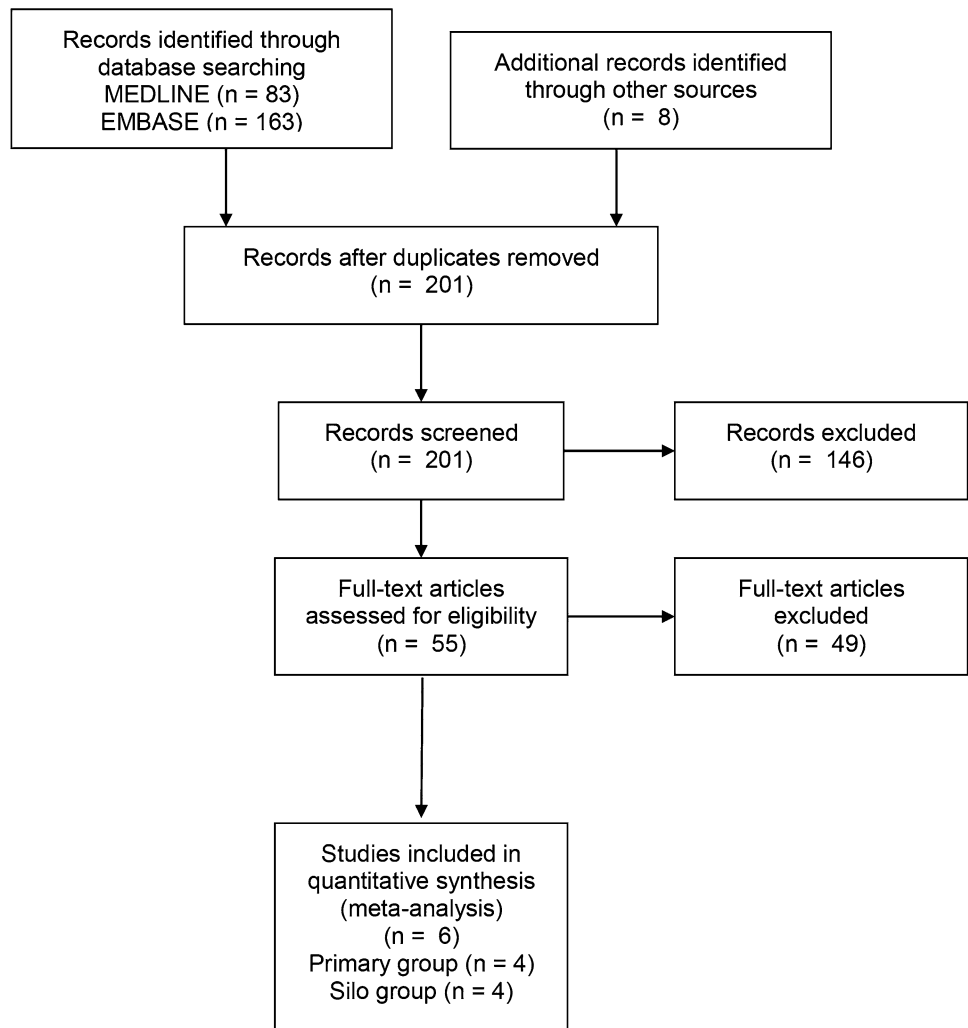 Records identified through
database searching
MEDLINE (n = 83)
EMBASE (n = 163)
Additional records identified
through other sources
(n = 8)
Records after duplicates removed
(n = 201)
Records screened
(n = 201)
Records excluded
(n = 146)
Full-text articles
assessed for eligibility
(n = 55)
Full-text articles
excluded
(n = 49)
Studies included in
quantitative synthesis
(meta-analysis)
(n = 6)
Primary group (n = 4)
Silo group (n = 4)